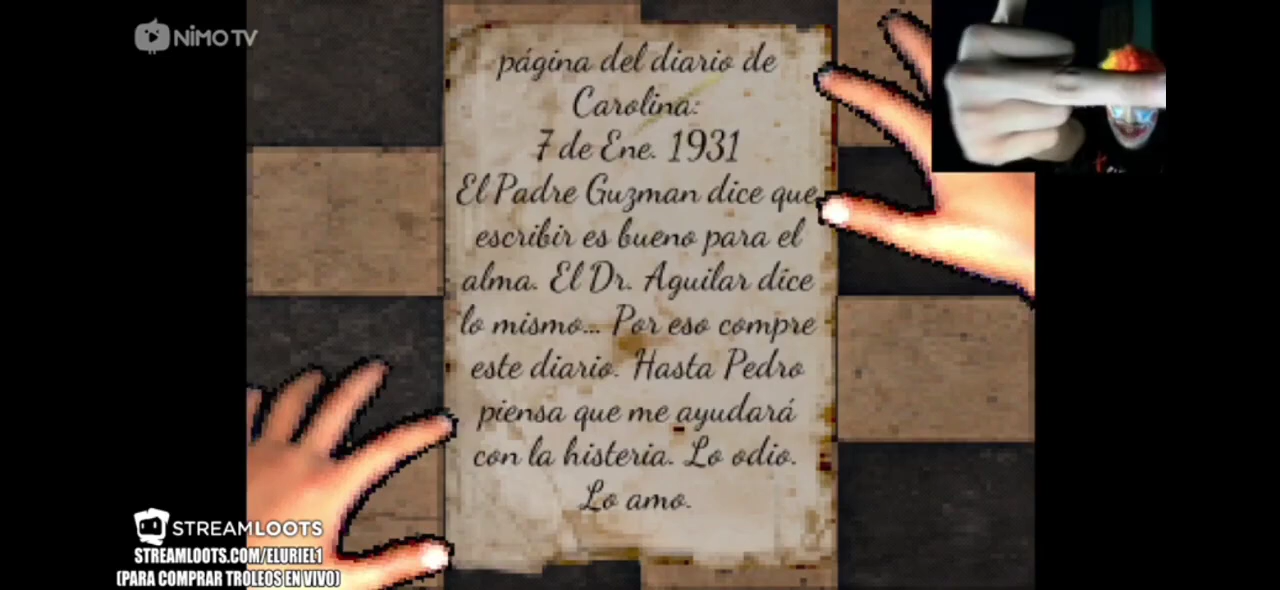 NIMO TV
página del diario de
Carolina:
7 de Ene. 1931
El Padre Guzman dice que
escribir es bueno para el
alma. El Dr. Aguilar dice
lo mismo... Por eso compre
este diario. Hasta Pedro
piensa que me ayudará
con la histeria. Lo odio.
Lo amo.
STREAMLOOTS
STREAMLOOTS.COM/ELURIEL1
(PARA COMPRAR TROLEOS EN VIVO)